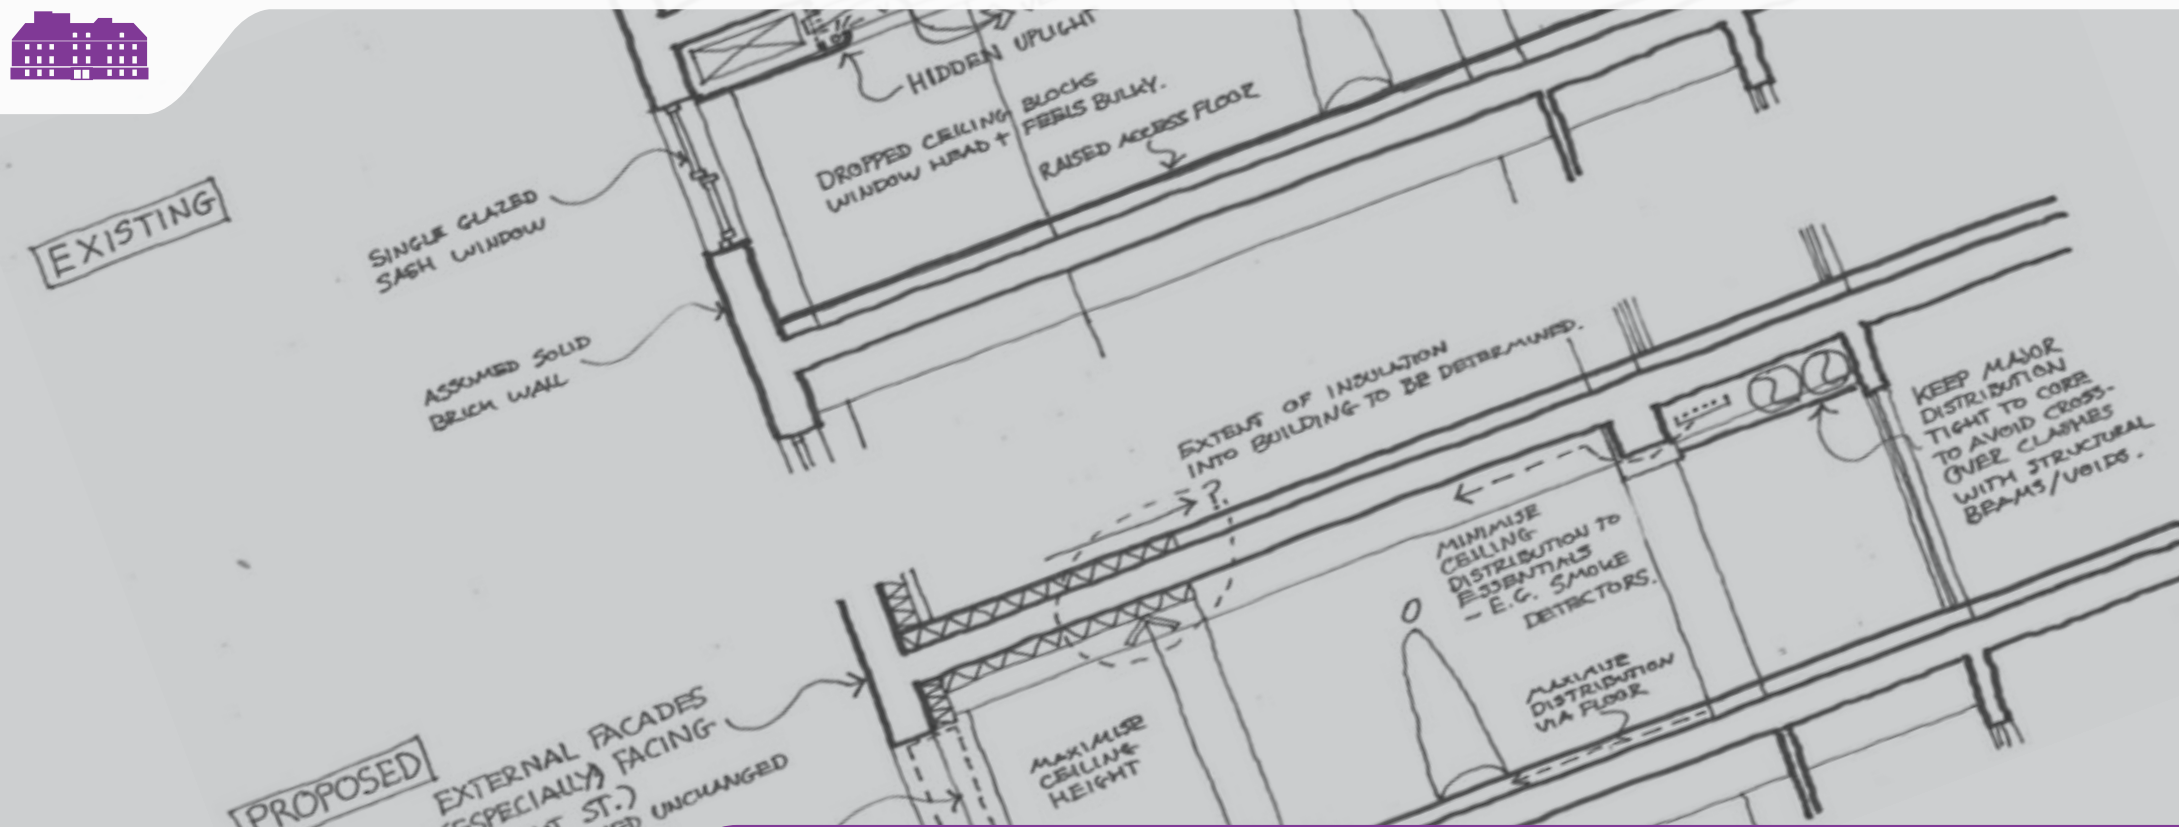 EXISTING
HIDDEN UPLIGHT
DROPPED CEILING BLOCKS
WINDOW HEAD + FEELS BULKY.
RAISED ACCESS FLOOR
SINGLE GLAZED
SASH WINDOW
ASSUMED SOLID
BRICK WALL
EXTENT OF INSULATION
INTO BUILDING TO BE DETERMINED.
?
KEEP MAJOR
DISTRIBUTION
TIGHT TO CORE
TO AVOID CROSS-
OVER CLASHES
WITH STRUCTURAL
BEAMS/VOIDS.
MINIMISE
CEILING
DISTRIBUTION TO
ESSENTIALS
- E.G. SMOKE
DETECTORS.
MAXIMISE
DISTRIBUTION
VIA FLOOR
MAXIMISE
CEILING
HEIGHT
PROPOSED
EXTERNAL FACADES
(ESPECIALLY) FACING
ST.)
UNCHANGED